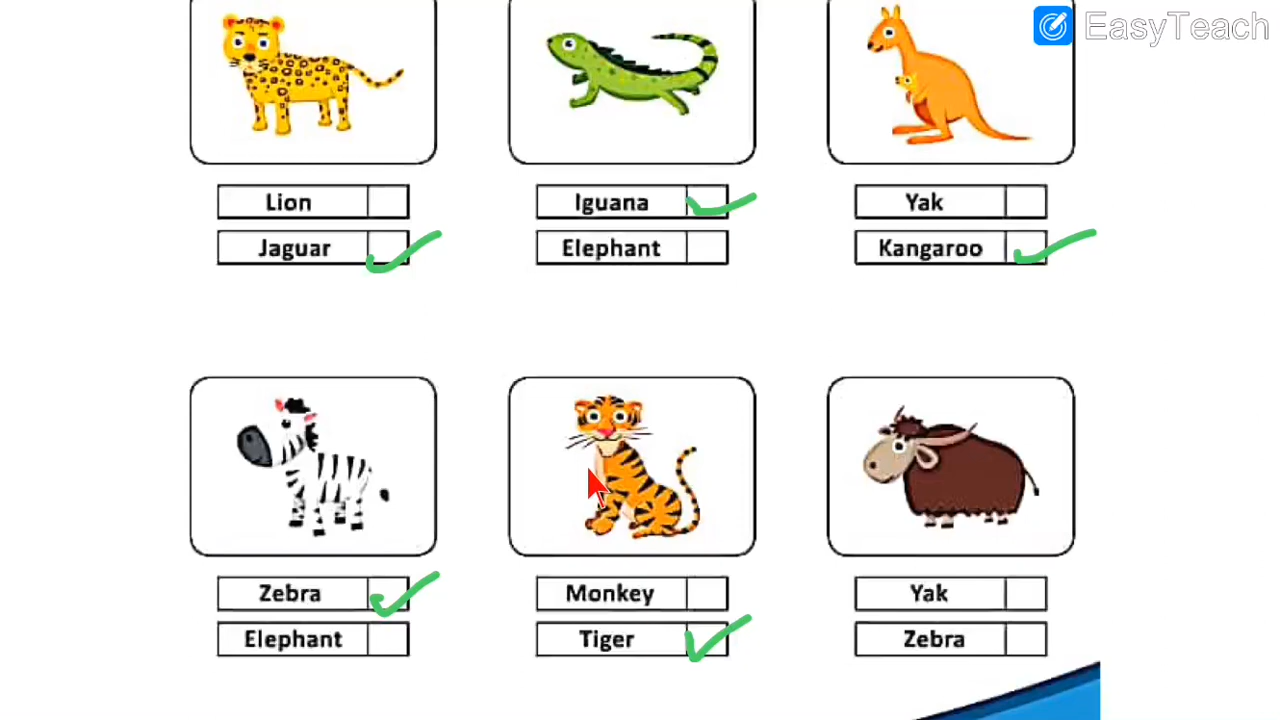 EasyTeach
Lion
Jaguar
Iguana
Elephant
Yak
Kangaroo
Zebra
Elephant
Monkey
Tiger
Yak
Zebra